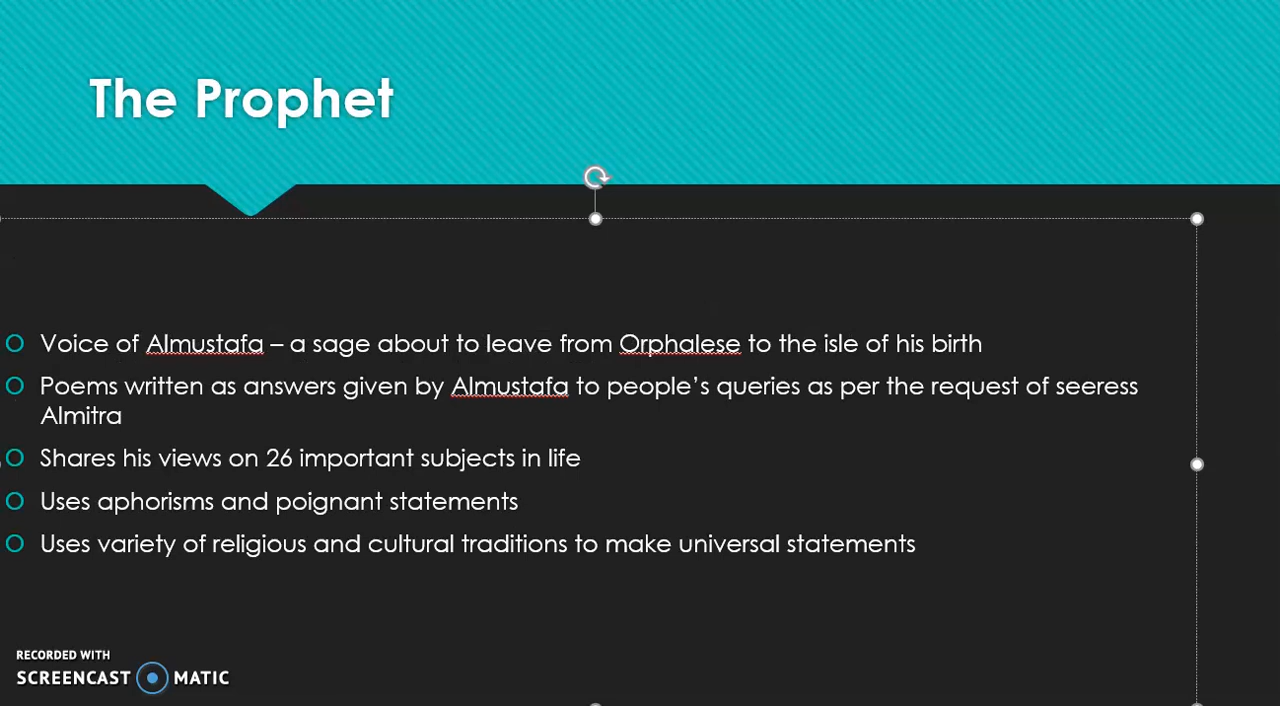 The Prophet
Voice of Almustafa – a sage about to leave from Orphalese to the isle of his birth
Poems written as answers given by Almustafa to people’s queries as per the request of seeress
Almitra
Shares his views on 26 important subjects in life
Uses aphorisms and poignant statements
Uses variety of religious and cultural traditions to make universal statements
RECORDED WITH
SCREENCAST MATIC